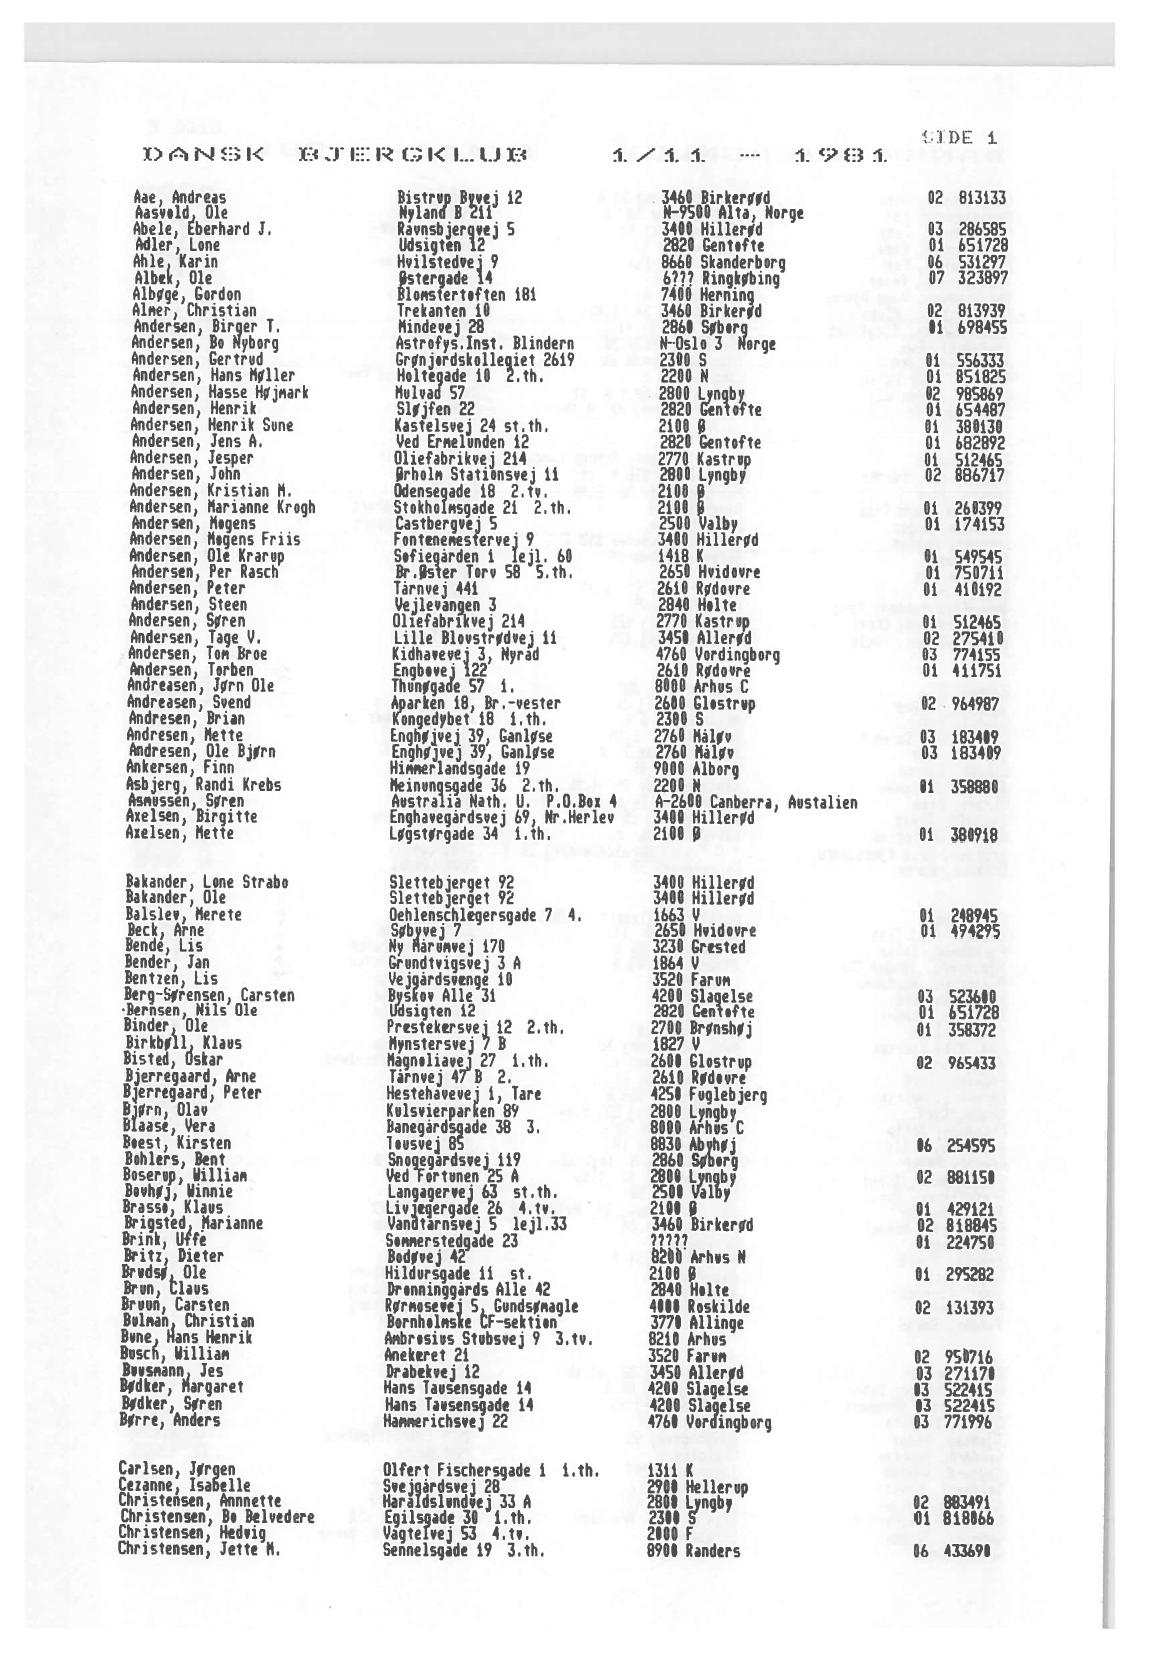 SIDE 1
DANSK BJERGKLUB 1/11 -- 1981
Aae, Andreas Bistrup Byvej 12 3460 Birkerød 02 813133
Aasvold, Ole Nyland B 211 N-9500 Alta, Norge
Abele, Eberhard J. Ravnsbjergvej 5 3400 Hillerød 03 286585
Adler, Lone Udsigten 12 2820 Gentofte 01 651728
Ahle, Karin Hvilstedvej 9 8660 Skanderborg 06 531297
Albek, Ole Østergade 14 6??? Ringkøbing 07 323897
Albøge, Gordon Blomstertoften 181 7400 Herning
Almer, Christian Trekanten 10 3460 Birkerød 02 813939
Andersen, Birger T. Mindevej 28 2860 Søborg 01 698455
Andersen, Bo Nyborg Astrofys.Inst. Blindern N-Oslo 3 Norge
Andersen, Gertrud Grønjordskollegiet 2619 2300 S 01 556333
Andersen, Hans Møller Holtegade 10 2.th. 2200 N 01 851825
Andersen, Hasse Højmark Mulvad 57 2800 Lyngby 02 985869
Andersen, Henrik Sløjfen 22 2820 Gentofte 01 654487
Andersen, Henrik Sune Kastelsvej 24 st.th. 2100 Ø 01 380130
Andersen, Jens A. Ved Ermelunden 12 2820 Gentofte 01 682892
Andersen, Jesper Oliefabrikvej 214 2770 Kastrup 01 512465
Andersen, John Ørholm Stationsvej 11 2800 Lyngby 02 886717
Andersen, Kristian M. Odensegade 18 2.tv. 2100 Ø
Andersen, Marianne Krogh Stokholmsgade 21 2.th. 2100 Ø 01 260399
Andersen, Mogens Castbergvej 5 2500 Valby 01 174153
Andersen, Mogens Friis Fontenemestervej 9 3400 Hillerød
Andersen, Ole Krarup Sofiegården 1 lejl. 60 1418 K 01 549545
Andersen, Per Rasch Br.Øster Torv 58 5.th. 2650 Hvidovre 01 750711
Andersen, Peter Tårnvej 441 2610 Rødovre 01 410192
Andersen, Steen Vejlevangen 3 2840 Holte
Andersen, Søren Oliefabrikvej 214 2770 Kastrup 01 512465
Andersen, Tage V. Lille Blovstrødvej 11 3450 Allerød 02 275410
Andersen, Tom Broe Kidhavevej 3, Nyråd 4760 Vordingborg 03 774155
Andersen, Torben Engbovej 122 2610 Rødovre 01 411751
Andreasen, Jørn Ole Thunøgade 57 1. 8000 Århus C
Andreasen, Svend Åparken 18, Br.-vester 2600 Glostrup 02 964987
Andresen, Brian Kongedybet 18 1.th. 2300 S
Andresen, Mette Enghøjvej 39, Ganløse 2760 Måløv 03 183409
Andresen, Ole Bjørn Enghøjvej 39, Ganløse 2760 Måløv 03 183409
Ankersen, Finn Himmerlandsgade 19 9000 Ålborg
Asbjerg, Randi Krebs Meinungsgade 36 2.th. 2200 N 01 358880
Asmussen, Søren Australia Nath. U. P.O.Box 4 A-2600 Canberra, Austalien
Axelsen, Birgitte Enghavegårdsvej 69, Nr.Herlev 3400 Hillerød
Axelsen, Mette Løgstørgade 34 1.th. 2100 Ø 01 380918
Bakander, Lone Strabo Slettebjerget 92 3400 Hillerød
Bakander, Ole Slettebjerget 92 3400 Hillerød
Balslev, Merete Oehlenschlegersgade 7 4. 1663 V 01 248945
Beck, Arne Søbyvej 7 2650 Hvidovre 01 494295
Bende, Lis Ny Mårumvej 170 3230 Græsted
Bender, Jan Grundtvigsvej 3 A 1864 V
Bentzen, Lis Vejgårdsvenge 10 3520 Farum
Berg-Sørensen, Carsten Byskov Alle 31 4200 Slagelse 03 523600
Bernsen, Nils Ole Udsigten 12 2820 Gentofte 01 651728
Binder, Ole Prestekersvej 12 2.th. 2700 Brønshøj 01 358372
Birkbøll, Klaus Mynstersvej 7 B 1827 V
Bisted, Oskar Magnoliavej 27 1.th. 2600 Glostrup 02 965433
Bjerregaard, Arne Tårnvej 47 B 2. 2610 Rødovre
Bjerregaard, Peter Hestehavevej 1, Tare 4250 Fuglebjerg
Bjørn, Olav Kulsvierparken 89 2800 Lyngby
Blaase, Vera Banegårdsgade 38 3. 8000 Århus C
Boest, Kirsten Tousvej 85 8830 Åbyhøj 06 254595
Bohlers, Bent Snogegårdsvej 119 2860 Søborg
Boserup, William Ved Fortunen 25 A 2800 Lyngby 02 881150
Bovhøj, Winnie Langagervej 63 st.th. 2500 Valby
Brasso, Klaus Livjegergade 26 4.tv. 2100 Ø 01 429121
Brigsted, Marianne Vandtårnsvej 5 lejl.33 3460 Birkerød 02 818845
Brink, Uffe Sommerstedgade 23 ????? 01 224750
Britz, Dieter Bodøvej 42 8200 Århus N
Brudsø, Ole Hildursgade 11 st. 2100 Ø 01 295282
Brun, Claus Dronninggårds Alle 42 2840 Holte
Bruun, Carsten Rørmosevej 5, Gundsømagle 4000 Roskilde 02 131393
Bulman, Christian Bornholmske CF-sektion 3770 Allinge
Bune, Hans Henrik Ambrosius Stubsvej 9 3.tv. 8210 Århus
Busch, William Anekeret 21 3520 Farum 02 950716
Buusmann, Jes Drabekvej 12 3450 Allerød 03 271170
Bødker, Margaret Hans Tausensgade 14 4200 Slagelse 03 522415
Bødker, Søren Hans Tausensgade 14 4200 Slagelse 03 522415
Børre, Anders Hammerichsvej 22 4760 Vordingborg 03 771996
Carlsen, Jørgen Olfert Fischersgade 1 1.th. 1311 K
Cezanne, Isabelle Svejgårdsvej 28 2900 Hellerup
Christensen, Annnette Haraldslundvej 33 A 2800 Lyngby 02 883491
Christensen, Bo Belvedere Egilsgade 30 1.th. 2300 S 01 818066
Christensen, Hedvig Vagtelvej 53 4.tv. 2000 F
Christensen, Jette M. Sennelsgade 19 3.th. 8900 Randers 06 433690